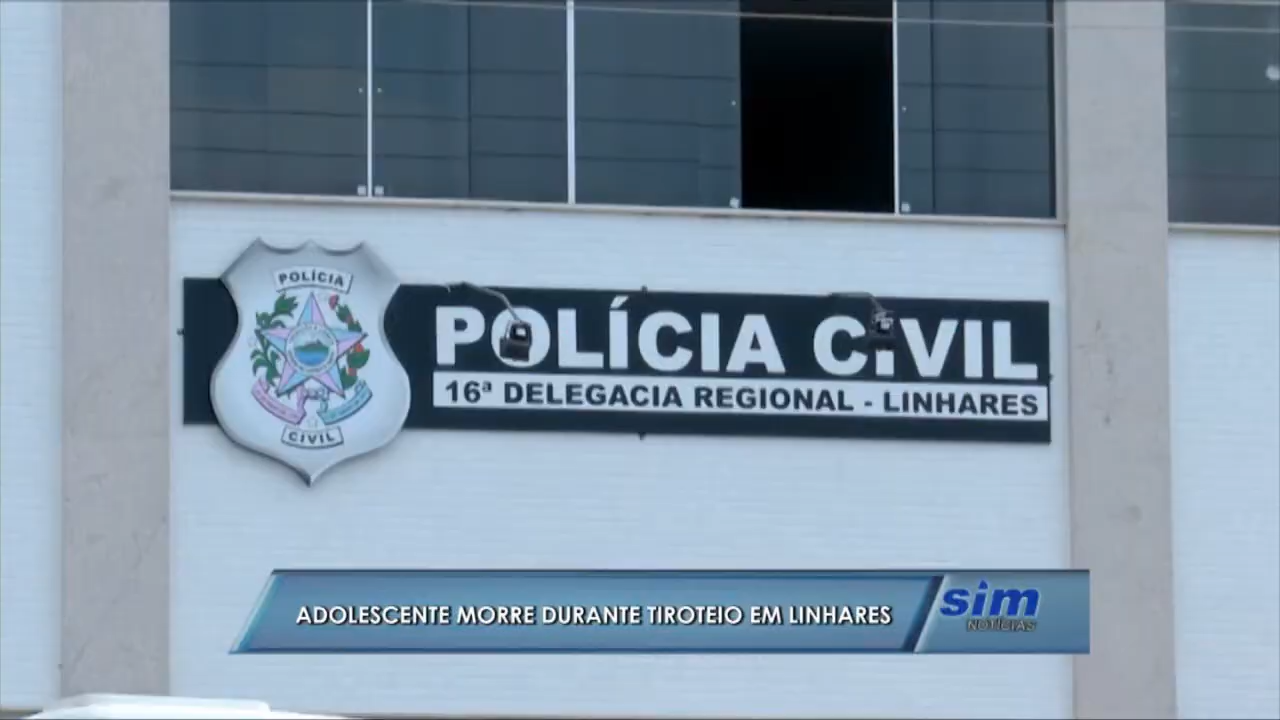 POLÍCIA
CIVIL
POLÍCIA CIVIL
16ª DELEGACIA REGIONAL - LINHARES
ADOLESCENTE MORRE DURANTE TIROTEIO EM LINHARES
sim
NOTÍCIAS